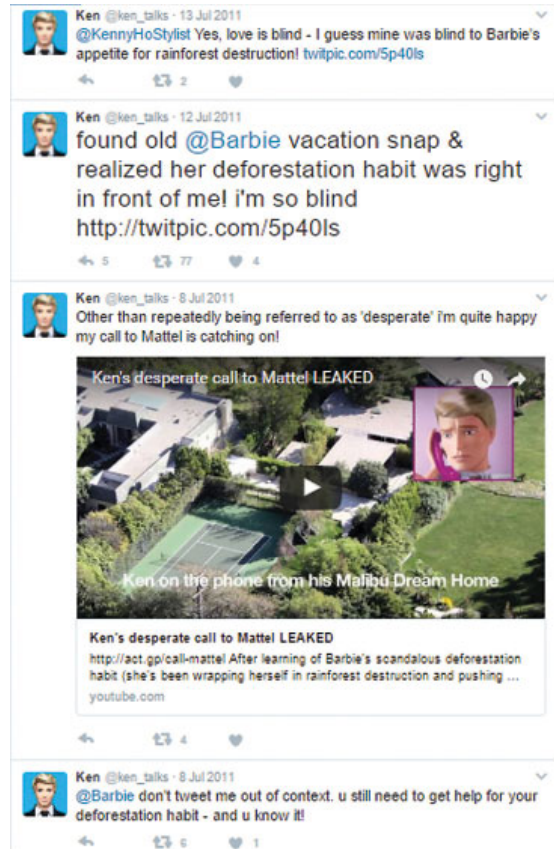 Ken @ken_talks · 13 Jul 2011
@KennyHoStylist Yes, love is blind - I guess mine was blind to Barbie's
appetite for rainforest destruction! twitpic.com/5p40ls
2
Ken @ken_talks · 12 Jul 2011
found old @Barbie vacation snap &
realized her deforestation habit was right
in front of me! i'm so blind
http://twitpic.com/5p40ls
5 77 4
Ken @ken_talks · 8 Jul 2011
Other than repeatedly being referred to as 'desperate' i'm quite happy
my call to Mattel is catching on!
Ken's desperate call to Mattel LEAKED
Ken on the phone from his Malibu Dream Home
Ken's desperate call to Mattel LEAKED
http://act.gp/call-mattel After learning of Barbie's scandalous deforestation
habit (she's been wrapping herself in rainforest destruction and pushing ...
youtube.com
4
Ken @ken_talks · 8 Jul 2011
@Barbie don't tweet me out of context. u still need to get help for your
deforestation habit - and u know it!
6 1